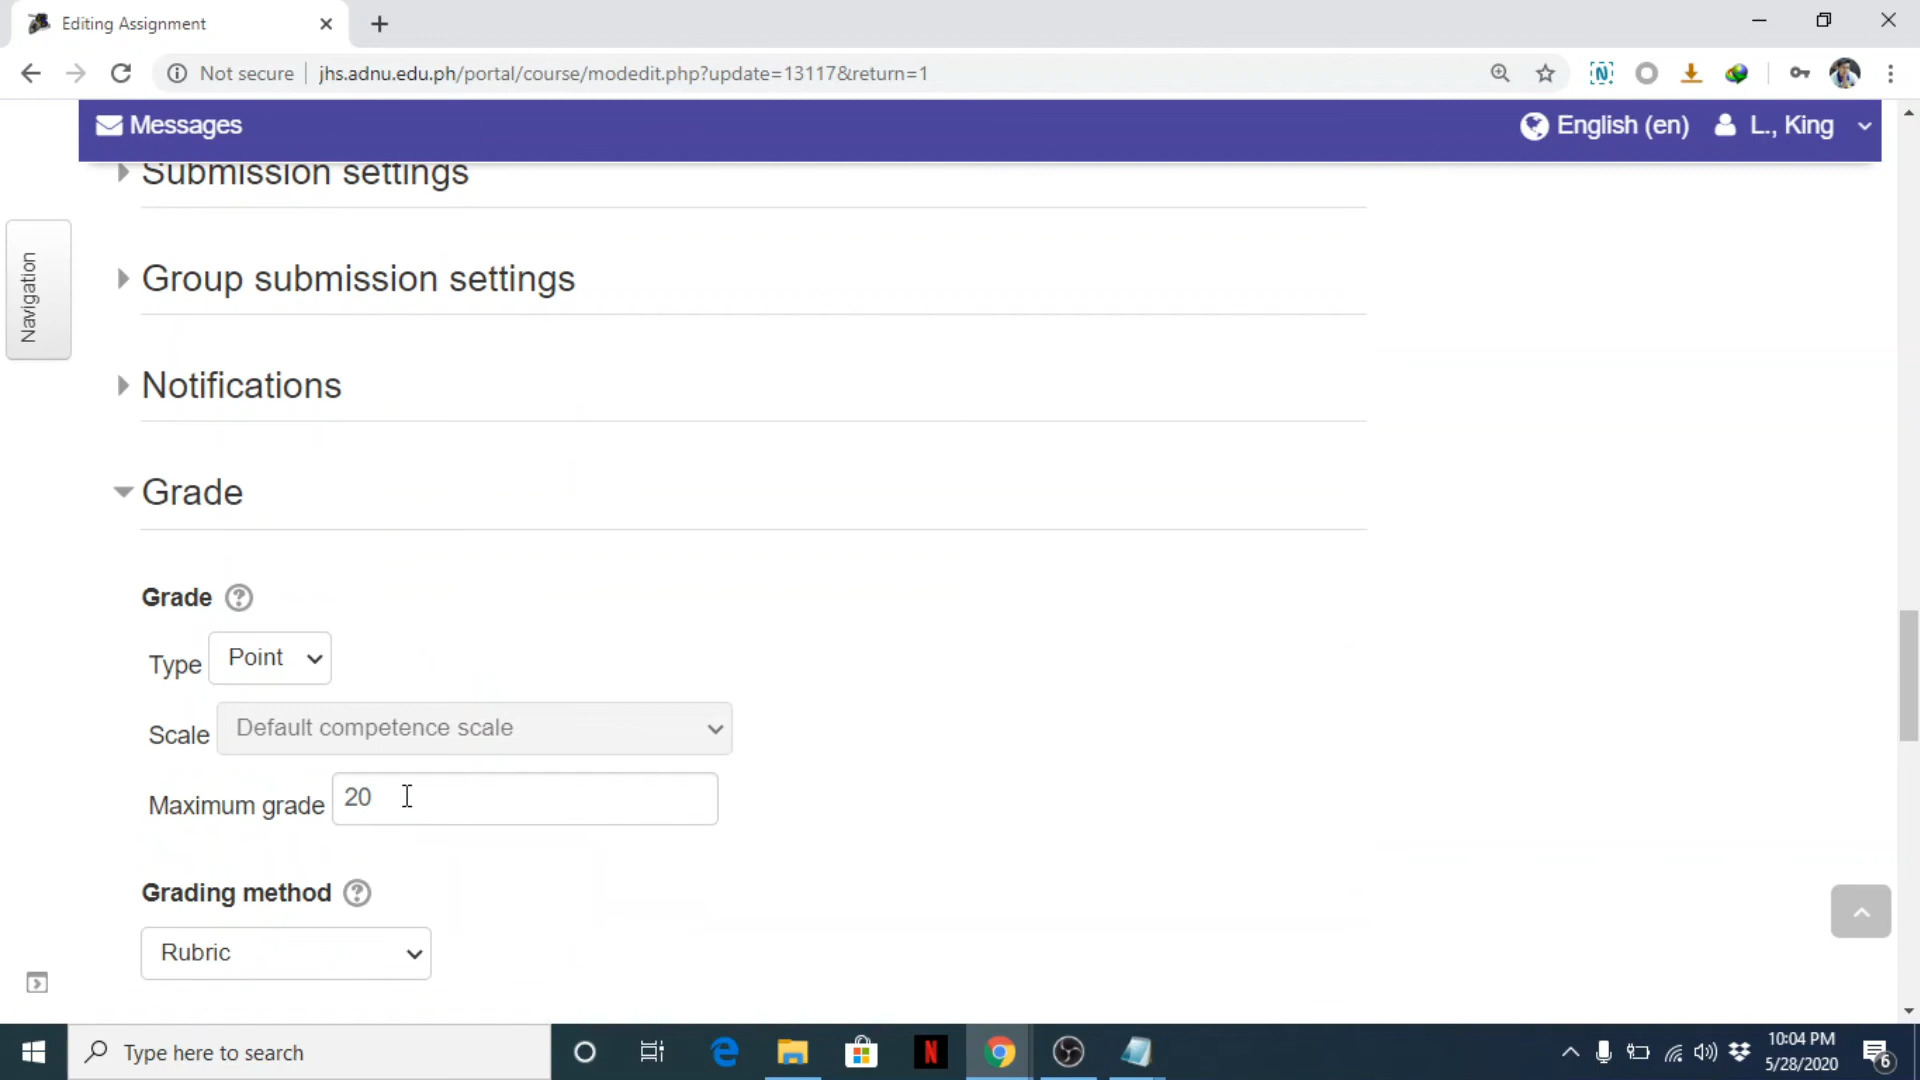 Editing Assignment
Not secure
jhs.adnu.edu.ph/portal/course/modedit.php?update=13117&return=1
Messages
English (en)
L., King
Submission settings
Navigation
Group submission settings
Notifications
Grade
Grade
Type Point
Scale Default competence scale
Maximum grade 20
Grading method
Rubric
Type here to search
10:04 PM
5/28/2020
6